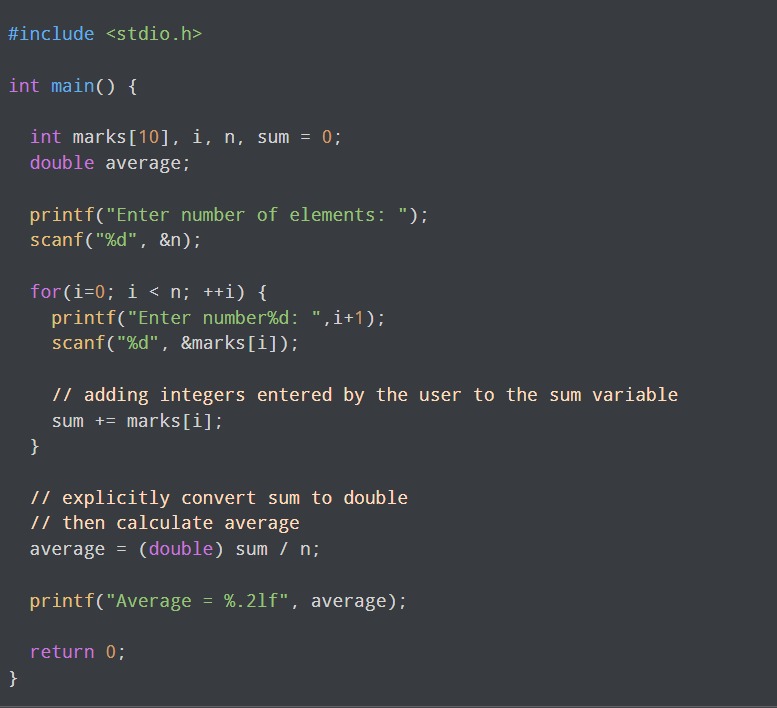 #include <stdio.h>
int main() {
int marks[10], i, n, sum = 0;
double average;
printf("Enter number of elements: ");
scanf("%d", &n);
for(i=0; i < n; ++i) {
printf("Enter number%d: ",i+1);
scanf("%d", &marks[i]);
// adding integers entered by the user to the sum variable
sum += marks[i];
}
// explicitly convert sum to double
// then calculate average
average = (double) sum / n;
printf("Average = %.2lf", average);
return 0;
}